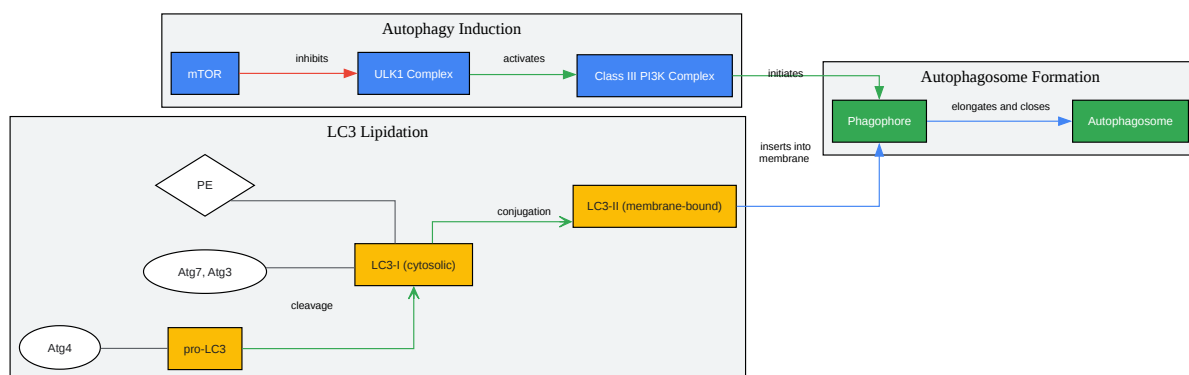 Autophagy Induction
mTOR
inhibits
ULK1 Complex
activates
Class III PI3K Complex
initiates
Autophagosome Formation
Phagophore
elongates and closes
Autophagosome
LC3 Lipidation
PE
Atg7, Atg3
LC3-I (cytosolic)
conjugation
LC3-II (membrane-bound)
inserts into
membrane
cleavage
Atg4
pro-LC3